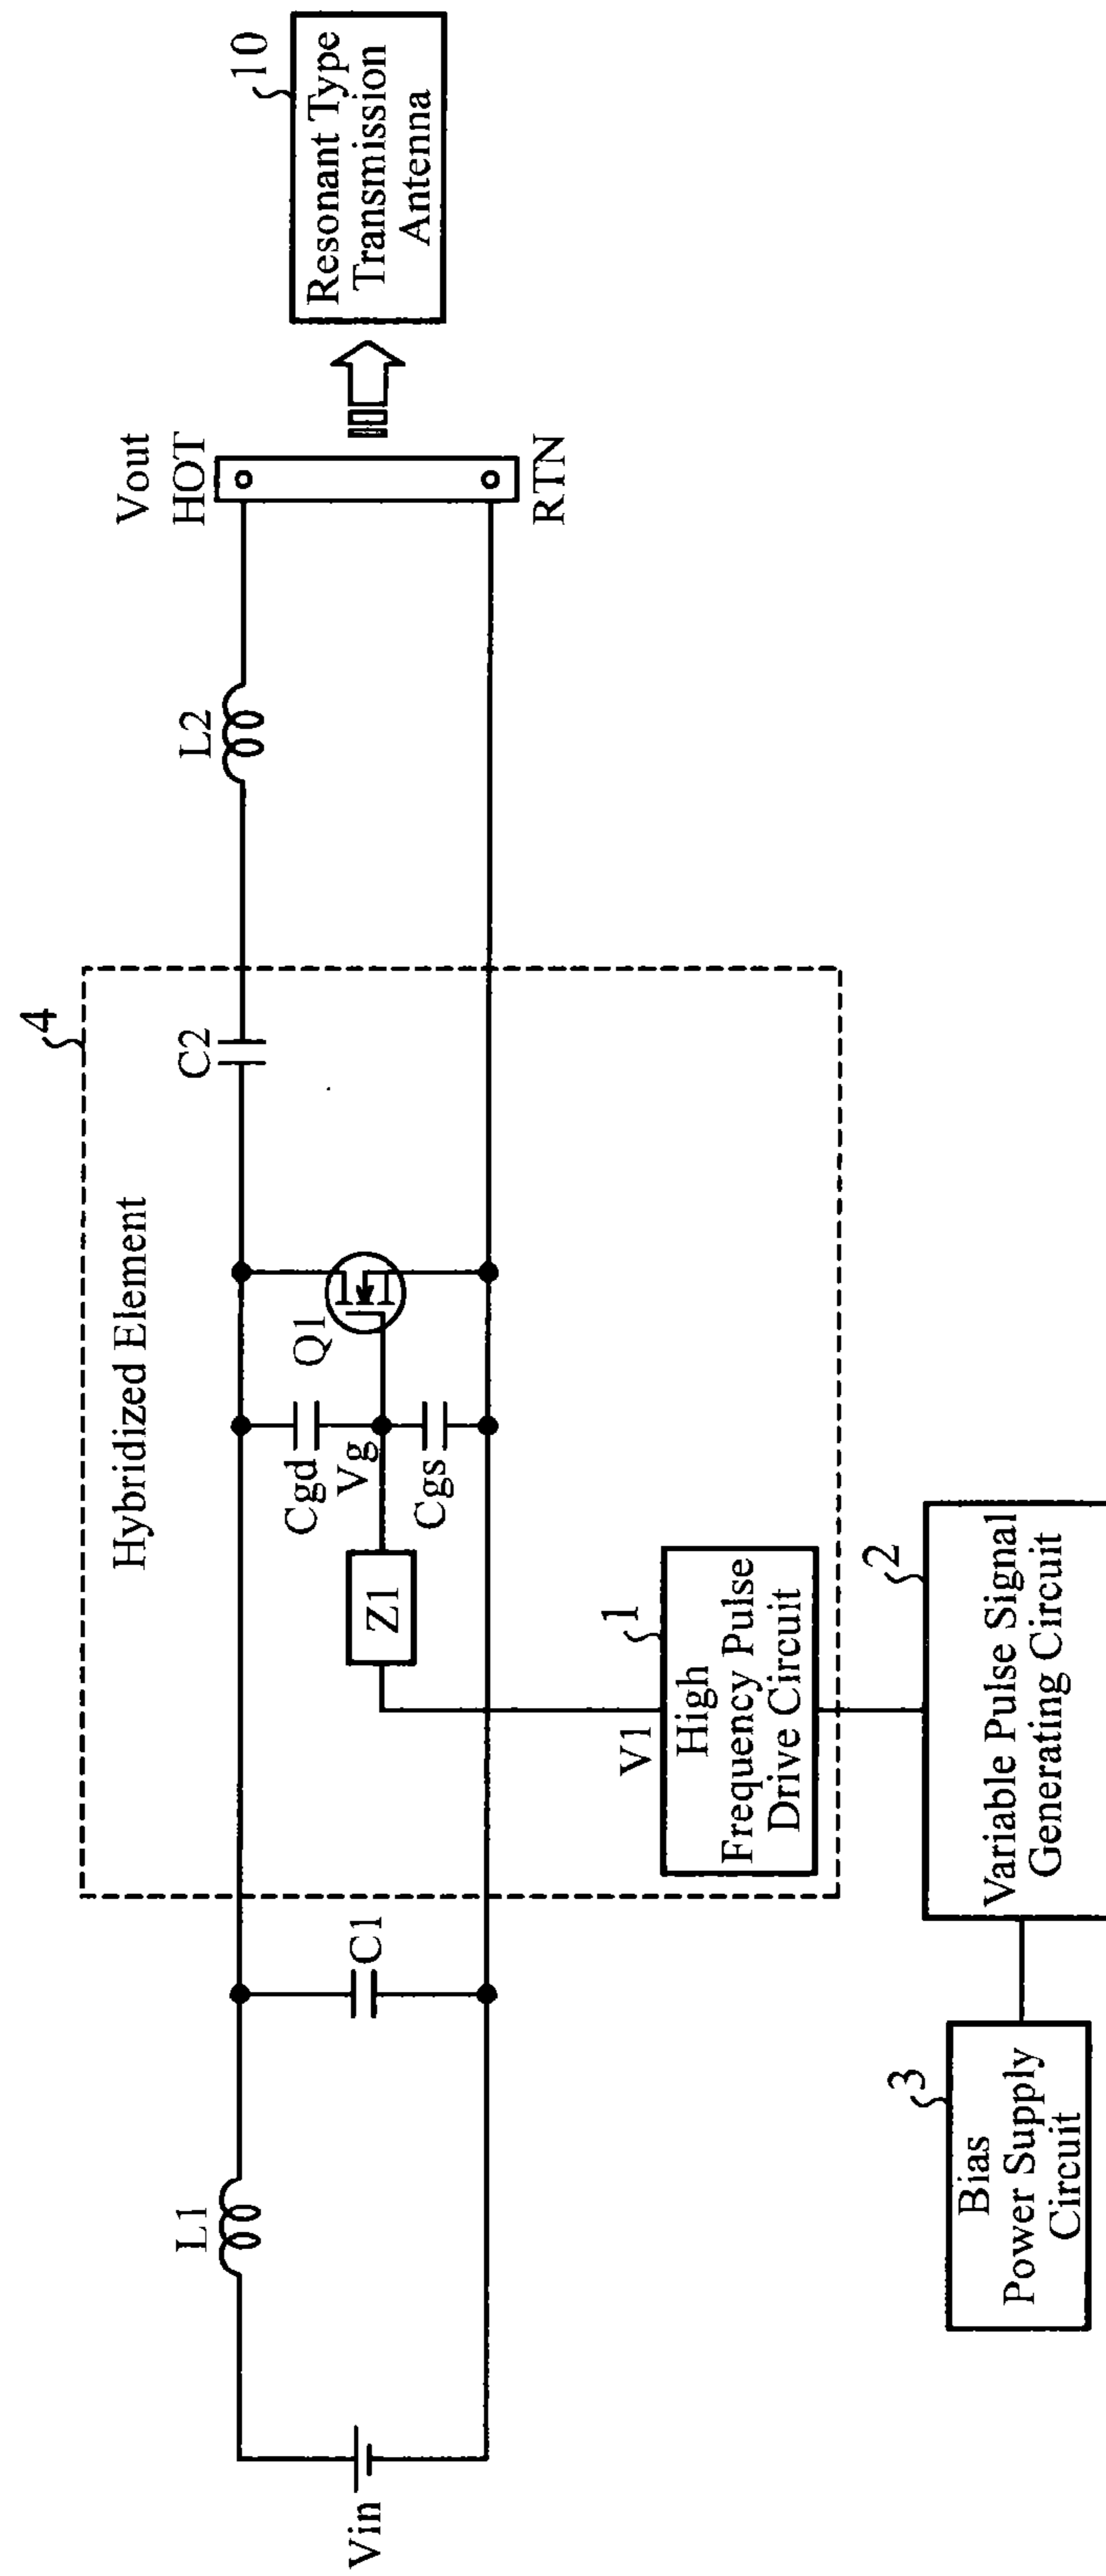 4
Hybridized Element
Vout
HOT
10
Resonant Type
Transmission
Antenna
L1
C2
L2
C1
Cgd
Q1
Vg
Z1
Cgs
Vin
RTN
V1
1
High
Frequency Pulse
Drive Circuit
3
Bias
Power Supply
Circuit
2
Variable Pulse Signal
Generating Circuit